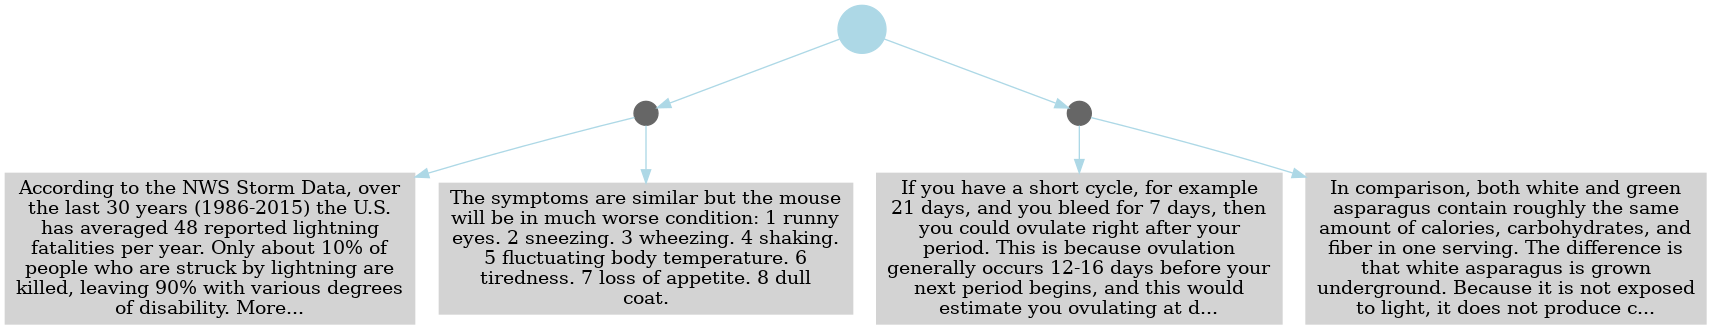 According to the NWS Storm Data, over
the last 30 years (1986-2015) the U.S.
has averaged 48 reported lightning
fatalities per year. Only about 10% of
people who are struck by lightning are
killed, leaving 90% with various degrees
of disability. More...
The symptoms are similar but the mouse
will be in much worse condition: 1 runny
eyes. 2 sneezing. 3 wheezing. 4 shaking.
5 fluctuating body temperature. 6
tiredness. 7 loss of appetite. 8 dull
coat.
If you have a short cycle, for example
21 days, and you bleed for 7 days, then
you could ovulate right after your
period. This is because ovulation
generally occurs 12-16 days before your
next period begins, and this would
estimate you ovulating at d...
In comparison, both white and green
asparagus contain roughly the same
amount of calories, carbohydrates, and
fiber in one serving. The difference is
that white asparagus is grown
underground. Because it is not exposed
to light, it does not produce c...